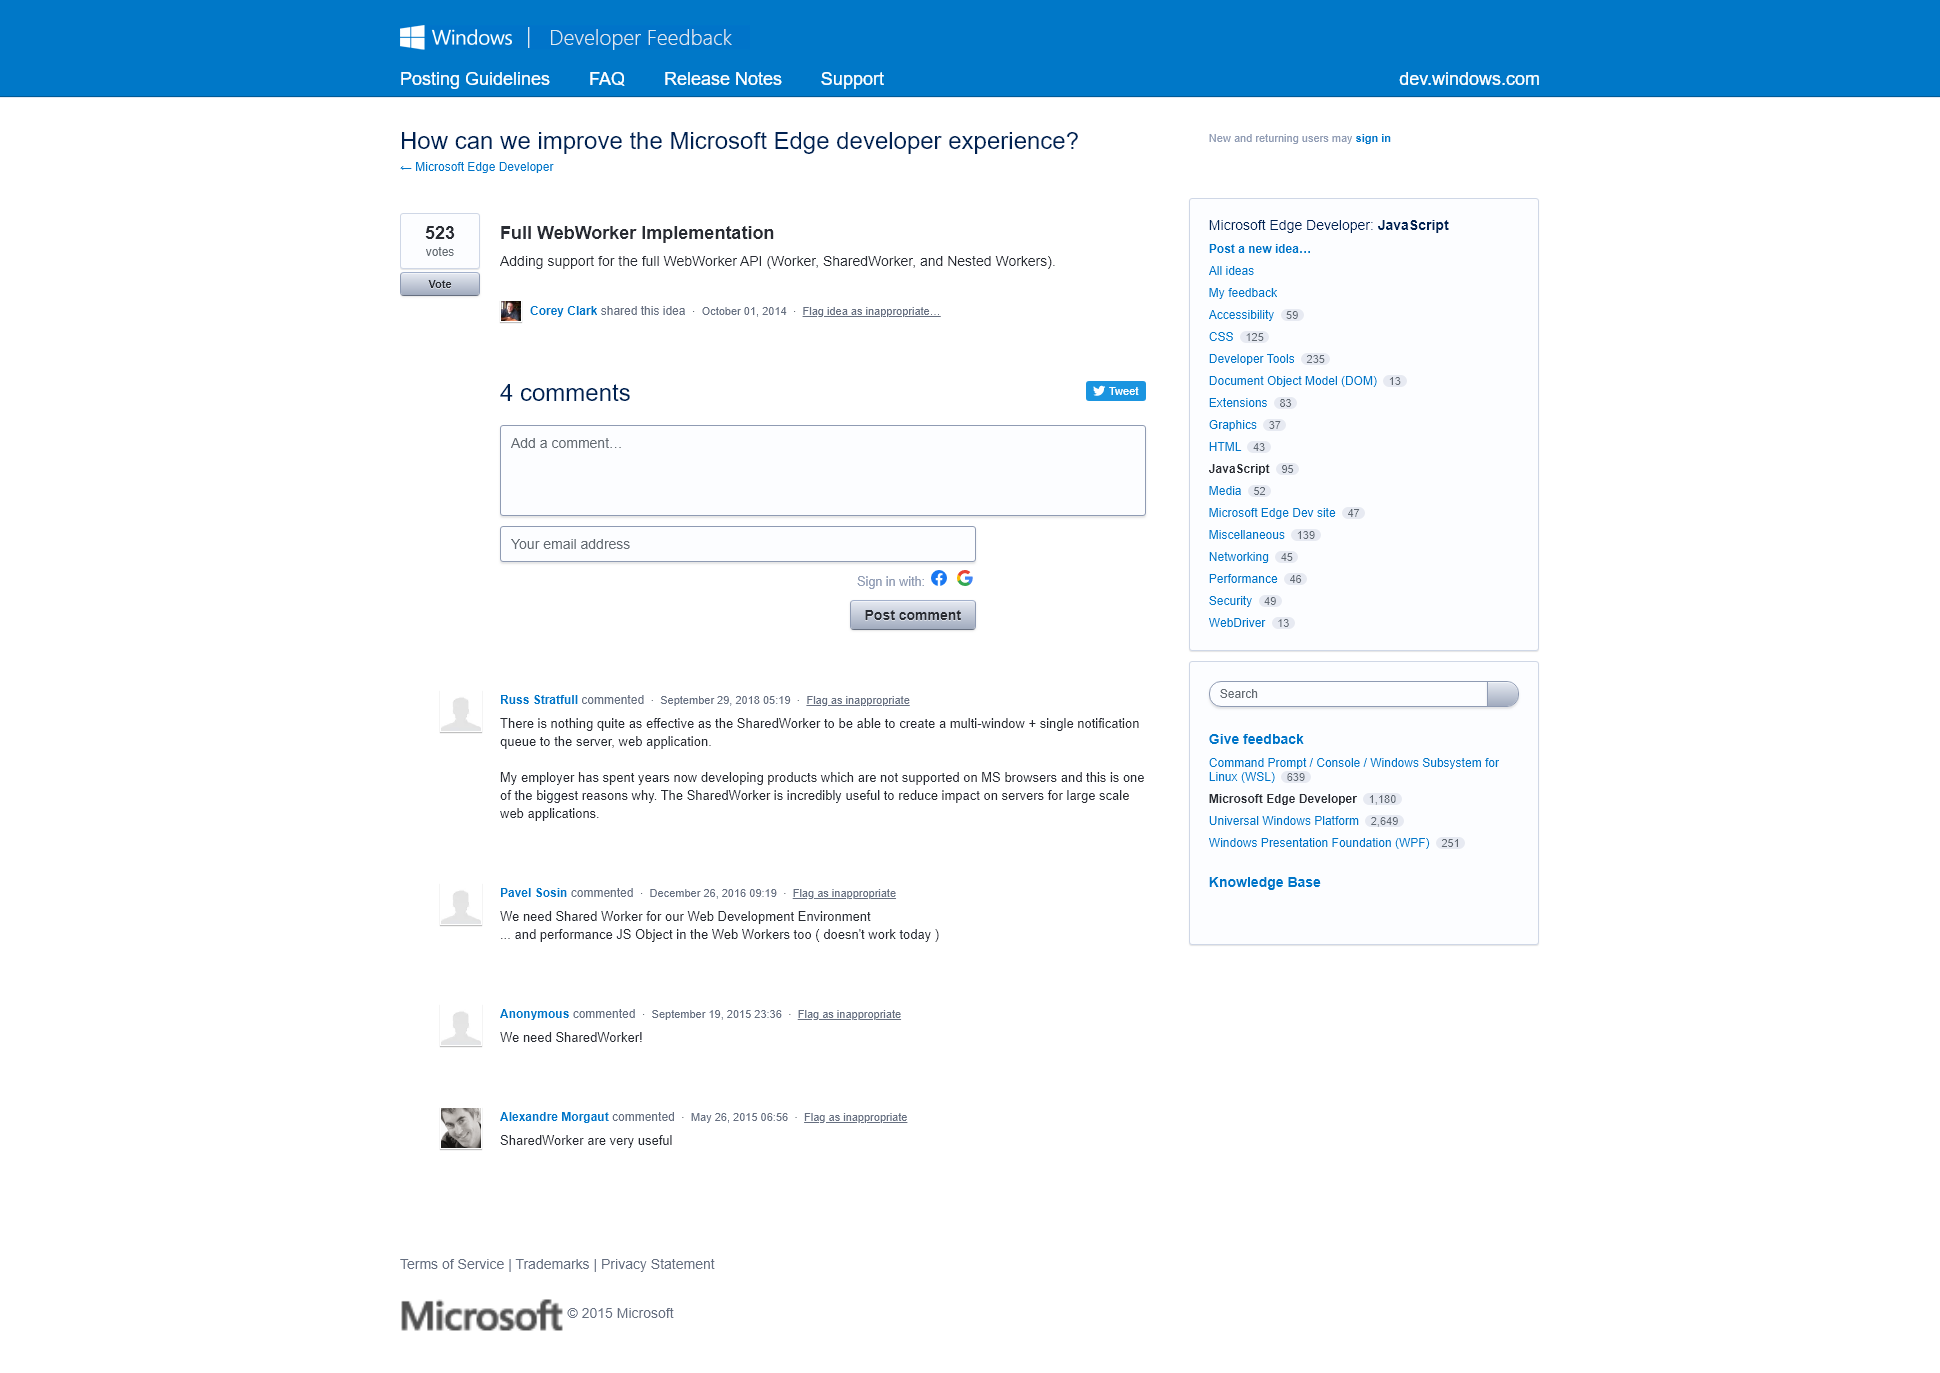 Windows | Developer Feedback
Posting Guidelines FAQ Release Notes Support dev.windows.com
How can we improve the Microsoft Edge developer experience?
← Microsoft Edge Developer
New and returning users may sign in
523
votes
Vote
Full WebWorker Implementation
Adding support for the full WebWorker API (Worker, SharedWorker, and Nested Workers).
Corey Clark shared this idea · October 01, 2014 · Flag idea as inappropriate…
4 comments
Tweet
Add a comment…
Your email address
Sign in with:
Post comment
Russ Stratfull commented · September 29, 2018 05:19 · Flag as inappropriate
There is nothing quite as effective as the SharedWorker to be able to create a multi-window + single notification
queue to the server, web application.
My employer has spent years now developing products which are not supported on MS browsers and this is one
of the biggest reasons why. The SharedWorker is incredibly useful to reduce impact on servers for large scale
web applications.
Pavel Sosin commented · December 26, 2016 09:19 · Flag as inappropriate
We need Shared Worker for our Web Development Environment
... and performance JS Object in the Web Workers too ( doesn't work today )
Anonymous commented · September 19, 2015 23:36 · Flag as inappropriate
We need SharedWorker!
Alexandre Morgaut commented · May 26, 2015 06:56 · Flag as inappropriate
SharedWorker are very useful
Microsoft Edge Developer: JavaScript
Post a new idea…
All ideas
My feedback
Accessibility 59
CSS 125
Developer Tools 235
Document Object Model (DOM) 13
Extensions 83
Graphics 37
HTML 43
JavaScript 95
Media 52
Microsoft Edge Dev site 47
Miscellaneous 139
Networking 45
Performance 46
Security 49
WebDriver 13
Search
Give feedback
Command Prompt / Console / Windows Subsystem for
Linux (WSL) 639
Microsoft Edge Developer 1,180
Universal Windows Platform 2,649
Windows Presentation Foundation (WPF) 251
Knowledge Base
Terms of Service | Trademarks | Privacy Statement
Microsoft © 2015 Microsoft